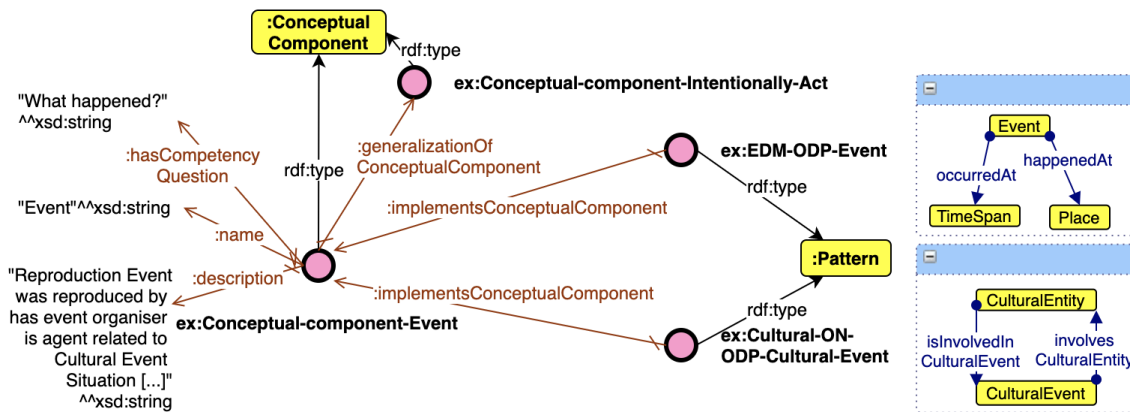 :Conceptual
Component
rdf:type
ex:Conceptual-component-Intentionally-Act
"What happened?"
^^xsd:string
:hasCompetency
Question
rdf:type
:generalizationOf
ConceptualComponent
ex:EDM-ODP-Event
rdf:type
"Event"^^xsd:string
:name
:implementsConceptualComponent
:Pattern
:description
:implementsConceptualComponent
rdf:type
"Reproduction Event
was reproduced by
has event organiser
is agent related to
Cultural Event
Situation [...]"
^^xsd:string
ex:Conceptual-component-Event
ex:Cultural-ON-
ODP-Cultural-Event
Event
occurredAt
happenedAt
TimeSpan
Place
CulturalEntity
isInvolvedIn
CulturalEvent
involves
CulturalEntity
CulturalEvent